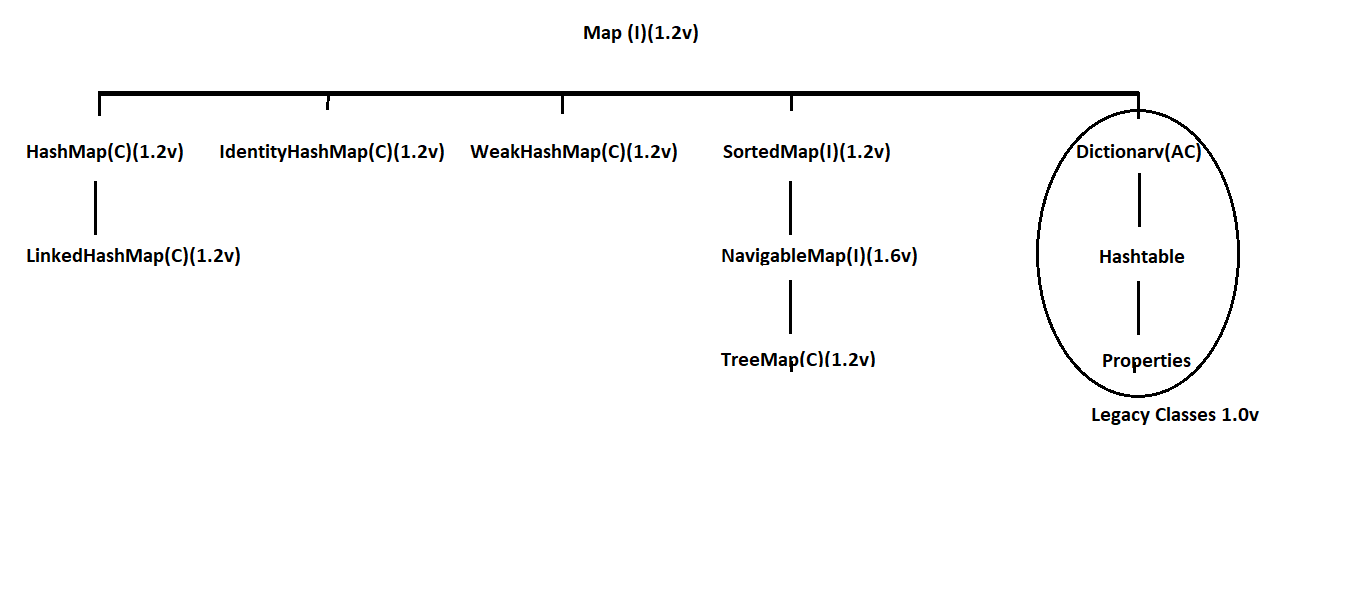 Map (I)(1.2v)
HashMap(C)(1.2v) IdentityHashMap(C)(1.2v) WeakHashMap(C)(1.2v) SortedMap(I)(1.2v) Dictionary(AC)
LinkedHashMap(C)(1.2v) NavigableMap(I)(1.6v) Hashtable
TreeMap(C)(1.2v) Properties
Legacy Classes 1.0v